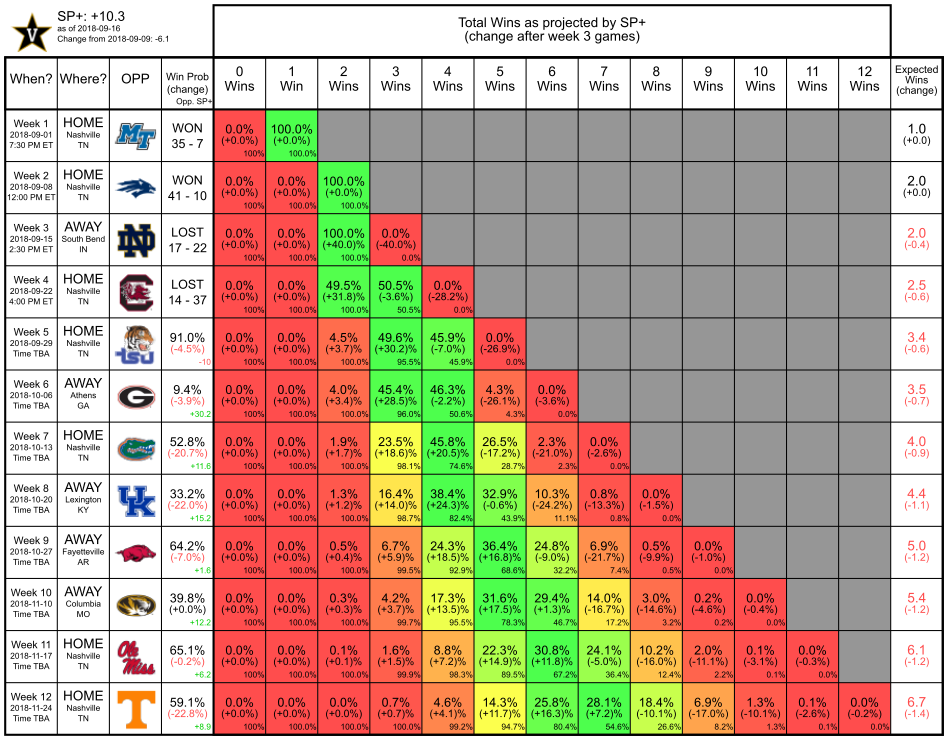 SP+: +10.3
as of 2018-09-16
Change from 2018-09-09: -6.1
Total Wins as projected by SP+
(change after week 3 games)
When? Where? OPP Win Prob (change) Opp. SP+ 0 Wins 1 Win 2 Wins 3 Wins 4 Wins 5 Wins 6 Wins 7 Wins 8 Wins 9 Wins 10 Wins 11 Wins 12 Wins Expected Wins (change)
Week 1 HOME WON 0.0% 100.0% 1.0
2018-09-01 Nashville MT 35 - 7 (+0.0%) (+0.0%) (+0.0)
7:30 PM ET TN 100% 100.0%
Week 2 HOME WON 0.0% 0.0% 100.0% 2.0
2018-09-08 Nashville 41 - 10 (+0.0%) (+0.0%) (+0.0%) (+0.0)
12:00 PM ET TN 100% 100.0% 100.0%
Week 3 AWAY LOST 0.0% 0.0% 100.0% 0.0% 2.0
2018-09-15 South Bend ND 17 - 22 (+0.0%) (+0.0%) (+40.0%) (-40.0%) (-0.4)
2:30 PM ET IN 100% 100.0% 100.0% 0.0%
Week 4 HOME LOST 0.0% 0.0% 49.5% 50.5% 0.0% 2.5
2018-09-22 Nashville C 14 - 37 (+0.0%) (+0.0%) (+31.8%) (-3.6%) (-28.2%) (-0.6)
4:00 PM ET TN 100% 100.0% 100.0% 50.5% 0.0%
Week 5 HOME 91.0% 0.0% 0.0% 4.5% 49.6% 45.9% 0.0% 3.4
2018-09-29 Nashville TSU (-4.5%) (+0.0%) (+0.0%) (+3.7%) (+30.2%) (-7.0%) (-26.9%) (-0.6)
Time TBA TN -10 100% 100.0% 100.0% 95.5% 45.9% 0.0%
Week 6 AWAY 9.4% 0.0% 0.0% 4.0% 45.4% 46.3% 4.3% 0.0% 3.5
2018-10-06 Athens G (-3.9%) (+0.0%) (+0.0%) (+3.4%) (+28.5%) (-2.2%) (-26.1%) (-3.6%) (-0.7)
Time TBA GA +30.2 100% 100.0% 100.0% 96.0% 50.6% 4.3% 0.0%
Week 7 HOME 52.8% 0.0% 0.0% 1.9% 23.5% 45.8% 26.5% 2.3% 0.0% 4.0
2018-10-13 Nashville (-20.7%) (+0.0%) (+0.0%) (+1.7%) (+18.6%) (+20.5%) (-17.2%) (-21.0%) (-2.6%) (-0.9)
Time TBA TN +11.6 100% 100.0% 100.0% 98.1% 74.6% 28.7% 2.3% 0.0%
Week 8 AWAY 33.2% 0.0% 0.0% 1.3% 16.4% 38.4% 32.9% 10.3% 0.8% 0.0% 4.4
2018-10-20 Lexington UK (-22.0%) (+0.0%) (+0.0%) (+1.2%) (+14.0%) (+24.3%) (-0.6%) (-24.2%) (-13.3%) (-1.5%) (-1.1)
Time TBA KY +15.2 100% 100.0% 100.0% 98.7% 82.4% 43.9% 11.1% 0.8% 0.0%
Week 9 AWAY 64.2% 0.0% 0.0% 0.5% 6.7% 24.3% 36.4% 24.8% 6.9% 0.5% 0.0% 5.0
2018-10-27 Fayetteville (-7.0%) (+0.0%) (+0.0%) (+0.4%) (+5.9%) (+18.5%) (+16.8%) (-9.0%) (-21.7%) (-9.9%) (-1.0%) (-1.2)
Time TBA AR +1.6 100% 100.0% 100.0% 99.5% 92.9% 68.6% 32.2% 7.4% 0.5% 0.0%
Week 10 AWAY 39.8% 0.0% 0.0% 0.3% 4.2% 17.3% 31.6% 29.4% 14.0% 3.0% 0.2% 0.0% 5.4
2018-11-10 Columbia (+0.0%) (+0.0%) (+0.0%) (+0.3%) (+3.7%) (+13.5%) (+17.5%) (+1.3%) (-16.7%) (-14.6%) (-4.6%) (-0.4%) (-1.2)
Time TBA MO +12.2 100% 100.0% 100.0% 99.7% 95.5% 78.3% 46.7% 17.2% 3.2% 0.2% 0.0%
Week 11 HOME 65.1% 0.0% 0.0% 0.1% 1.6% 8.8% 22.3% 30.8% 24.1% 10.2% 2.0% 0.1% 0.0% 6.1
2018-11-17 Nashville Ole Miss (-0.2%) (+0.0%) (+0.0%) (+0.1%) (+1.5%) (+7.2%) (+14.9%) (+11.8%) (-5.0%) (-16.0%) (-11.1%) (-3.1%) (-0.3%) (-1.2)
Time TBA TN +6.2 100% 100.0% 100.0% 99.9% 98.3% 89.5% 67.2% 36.4% 12.4% 2.2% 0.1% 0.0%
Week 12 HOME 59.1% 0.0% 0.0% 0.0% 0.7% 4.6% 14.3% 25.8% 28.1% 18.4% 6.9% 1.3% 0.1% 0.0% 6.7
2018-11-24 Nashville T (-22.8%) (+0.0%) (+0.0%) (+0.0%) (+0.7%) (+4.1%) (+11.7%) (+16.3%) (+7.2%) (-10.1%) (-17.0%) (-10.1%) (-2.6%) (-0.2%) (-1.4)
Time TBA TN +8.9 100% 100.0% 100.0% 100.0% 99.2% 94.7% 80.4% 54.6% 26.6% 8.2% 1.3% 0.1% 0.0%